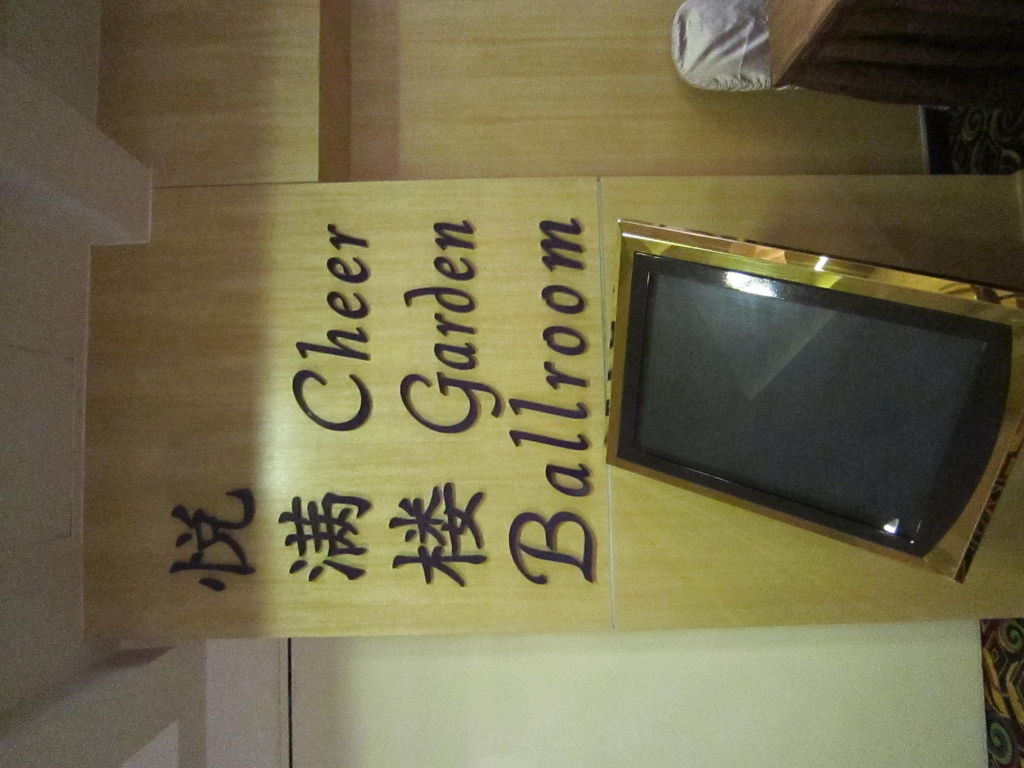 悦
满 Cheer
楼 Garden
Ballroom